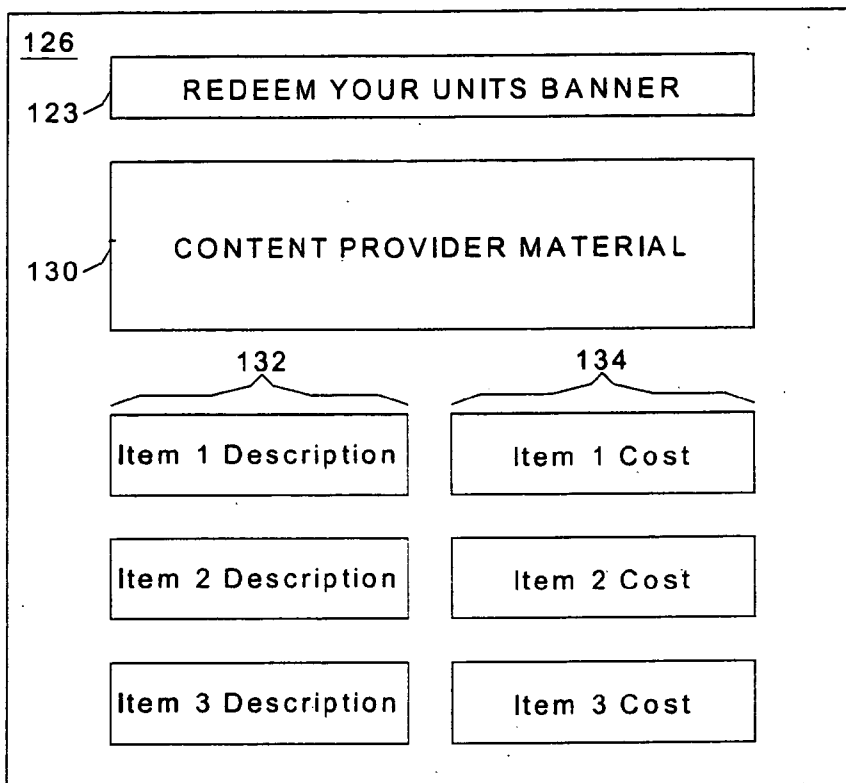 126
REDEEM YOUR UNITS BANNER
123
CONTENT PROVIDER MATERIAL
130
132 134
Item 1 Description Item 1 Cost
Item 2 Description Item 2 Cost
Item 3 Description Item 3 Cost